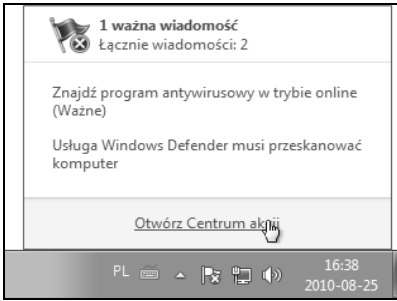 1 ważna wiadomość
Łącznie wiadomości: 2
Znajdź program antywirusowy w trybie online
(Ważne)
Usługa Windows Defender musi przeskanować
komputer
Otwórz Centrum akcji
PL
16:38
2010-08-25